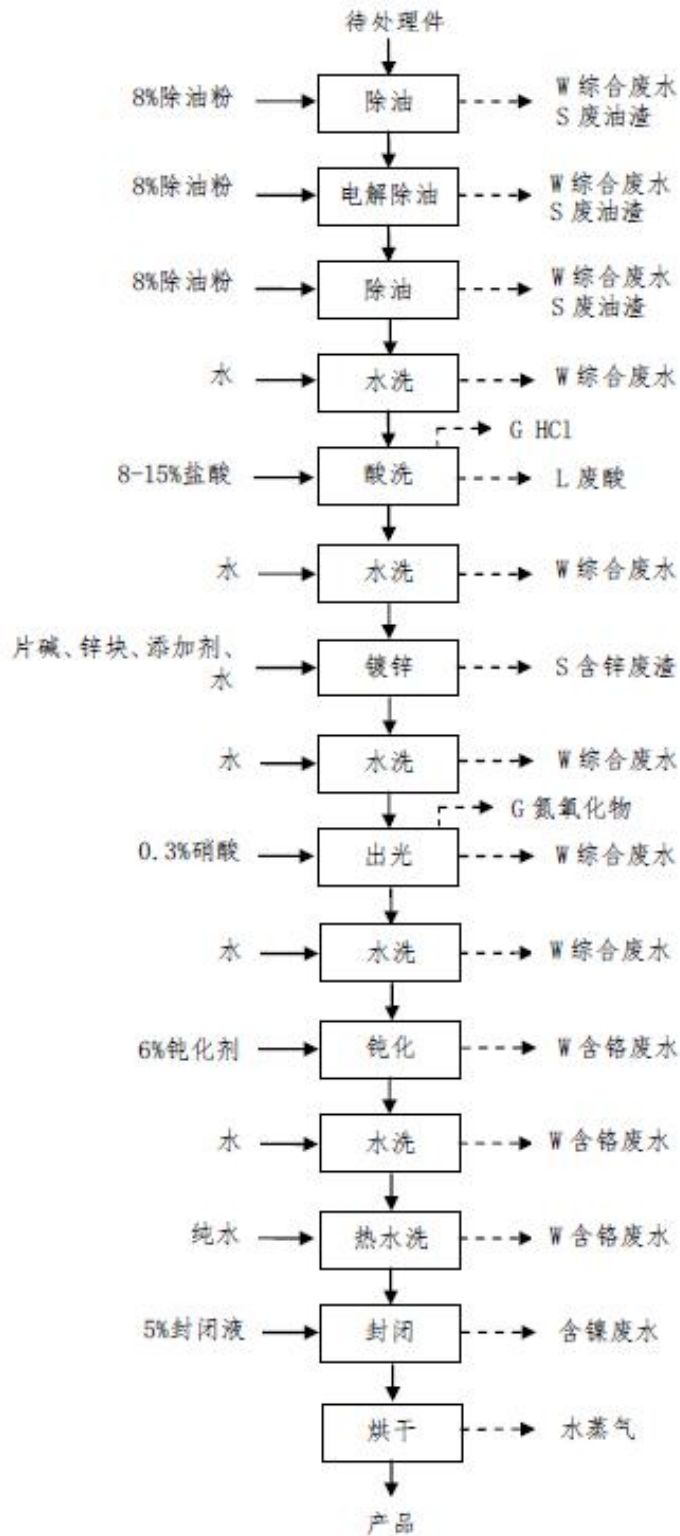 待处理件
8%除油粉
除油
W 综合废水
S 废油渣
8%除油粉
电解除油
W 综合废水
S 废油渣
8%除油粉
除油
W 综合废水
S 废油渣
水
水洗
W 综合废水
G HCl
8-15%盐酸
酸洗
L 废酸
水
水洗
W 综合废水
片碱、锌块、添加剂、
水
镀锌
S 含锌废渣
水
水洗
W 综合废水
G 氮氧化物
0.3%硝酸
出光
W 综合废水
水
水洗
W 综合废水
6%钝化剂
钝化
W 含铬废水
水
水洗
W 含铬废水
纯水
热水洗
W 含铬废水
5%封闭液
封闭
含镍废水
烘干
水蒸气
产品